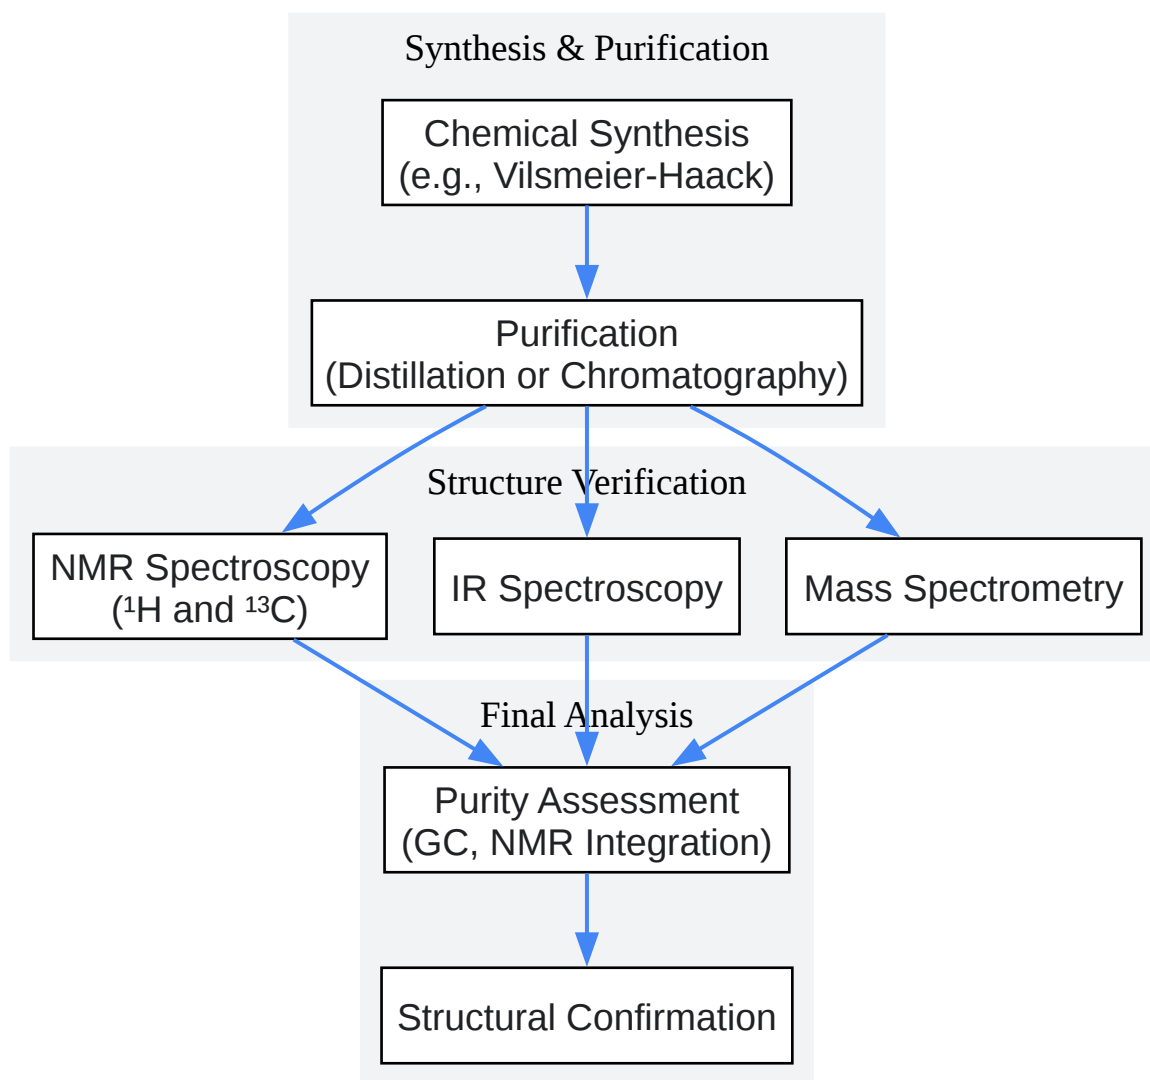 Synthesis & Purification
Chemical Synthesis
(e.g., Vilsmeier-Haack)
Purification
(Distillation or Chromatography)
Structure Verification
NMR Spectroscopy
(¹H and ¹³C)
IR Spectroscopy
Mass Spectrometry
Final Analysis
Purity Assessment
(GC, NMR Integration)
Structural Confirmation